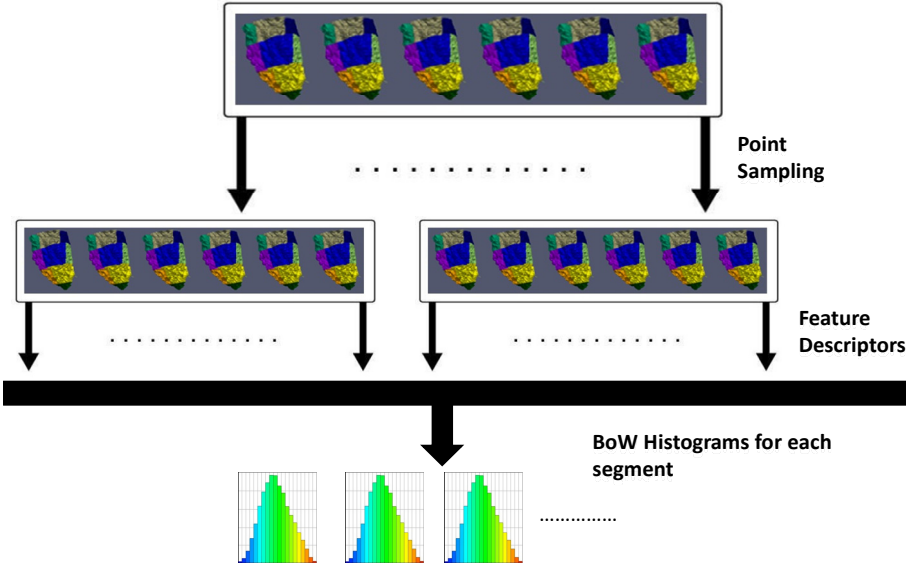 Point
Sampling
Feature
Descriptors
BoW Histograms for each
segment